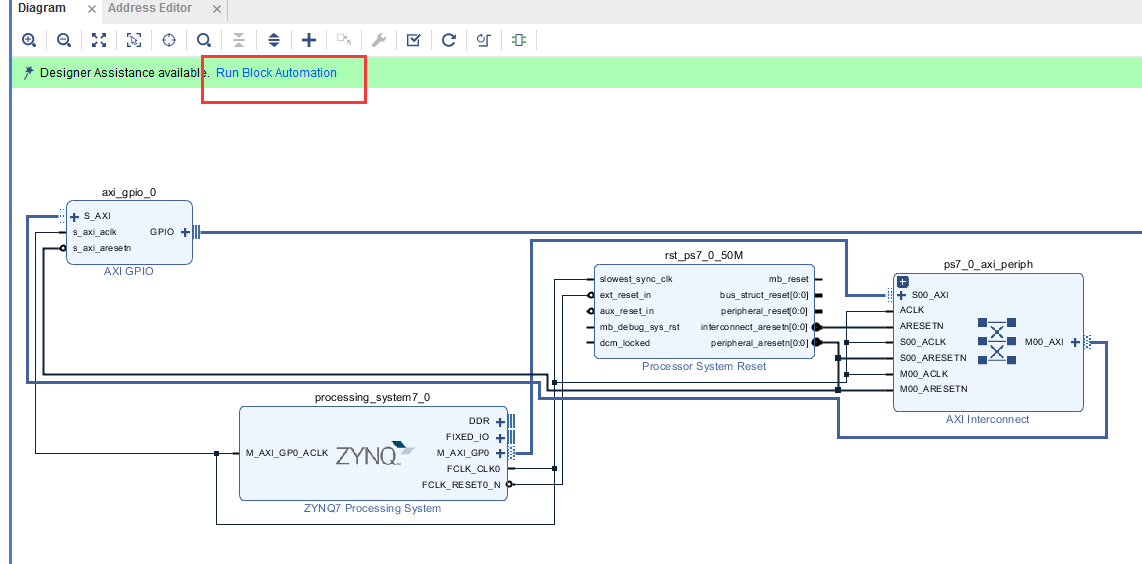 Diagram × Address Editor ×
Designer Assistance available. Run Block Automation
axi_gpio_0
S_AXI
s_axi_aclk
s_axi_aresetn
GPIO
AXI GPIO
rst_ps7_0_50M
slowest_sync_clk
ext_reset_in
aux_reset_in
mb_debug_sys_rst
dcm_locked
mb_reset
bus_struct_reset[0:0]
peripheral_reset[0:0]
interconnect_aresetn[0:0]
peripheral_aresetn[0:0]
Processor System Reset
ps7_0_axi_periph
S00_AXI
ACLK
ARESETN
S00_ACLK
S00_ARESETN
M00_ACLK
M00_ARESETN
M00_AXI
AXI Interconnect
processing_system7_0
M_AXI_GP0_ACLK
ZYNQ
DDR
FIXED_IO
M_AXI_GP0
FCLK_CLK0
FCLK_RESET0_N
ZYNQ7 Processing System